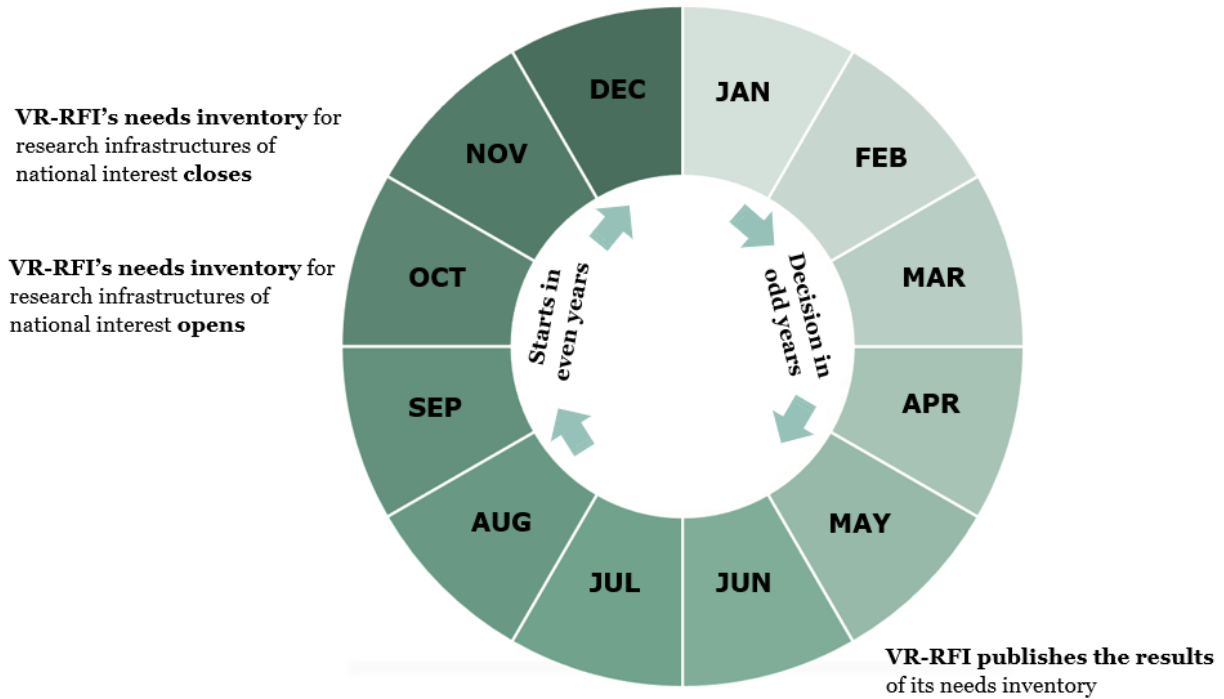 DEC
JAN
VR-RFI’s needs inventory for
research infrastructures of
national interest closes
NOV
FEB
VR-RFI’s needs inventory for
research infrastructures of
national interest opens
OCT
MAR
Starts in
even years
Decision in
odd years
SEP
APR
AUG
MAY
JUL
JUN
VR-RFI publishes the results
of its needs inventory